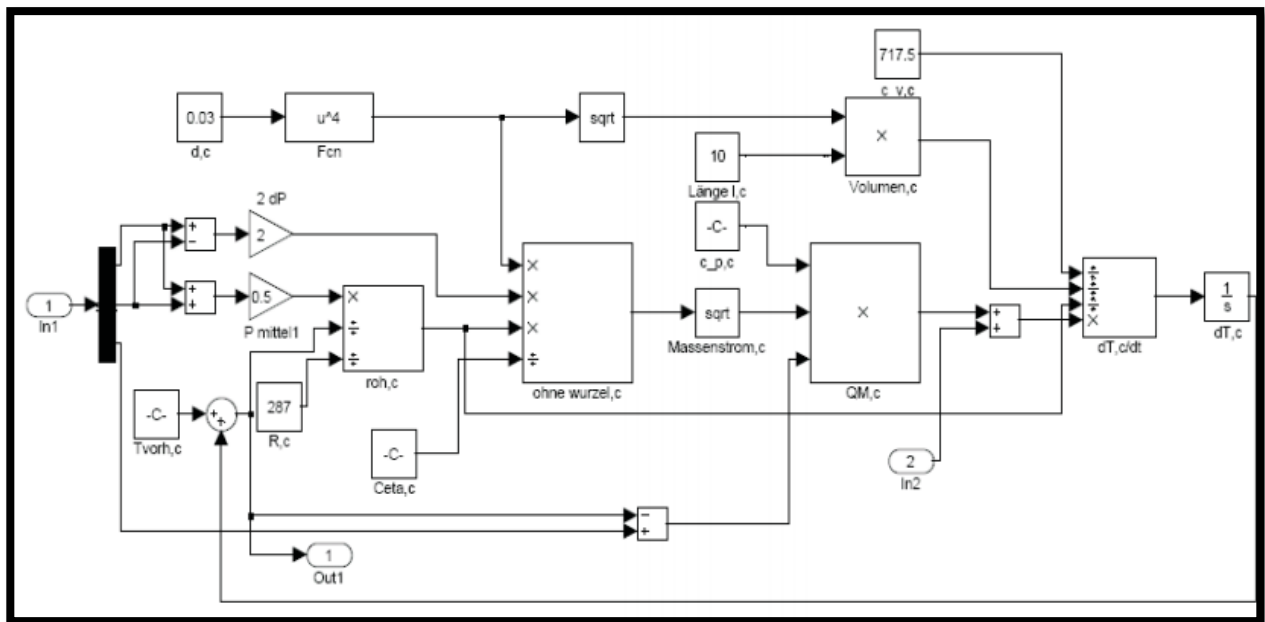 717.5
c_v,c
0.03
d,c
u^4
Fcn
sqrt
×
Volumen,c
10
Länge l,c
-C-
c_p,c
2 dP
2
+
−
+
+
0.5
P mittel1
1
In1
×
÷
÷
roh,c
×
×
×
÷
ohne wurzel,c
sqrt
Massenstrom,c
×
QM,c
+
+
÷
÷
÷
×
dT,c/dt
1
s
dT,c
-C-
Tvorh,c
+
+
287
R,c
-C-
Ceta,c
2
In2
−
+
1
Out1